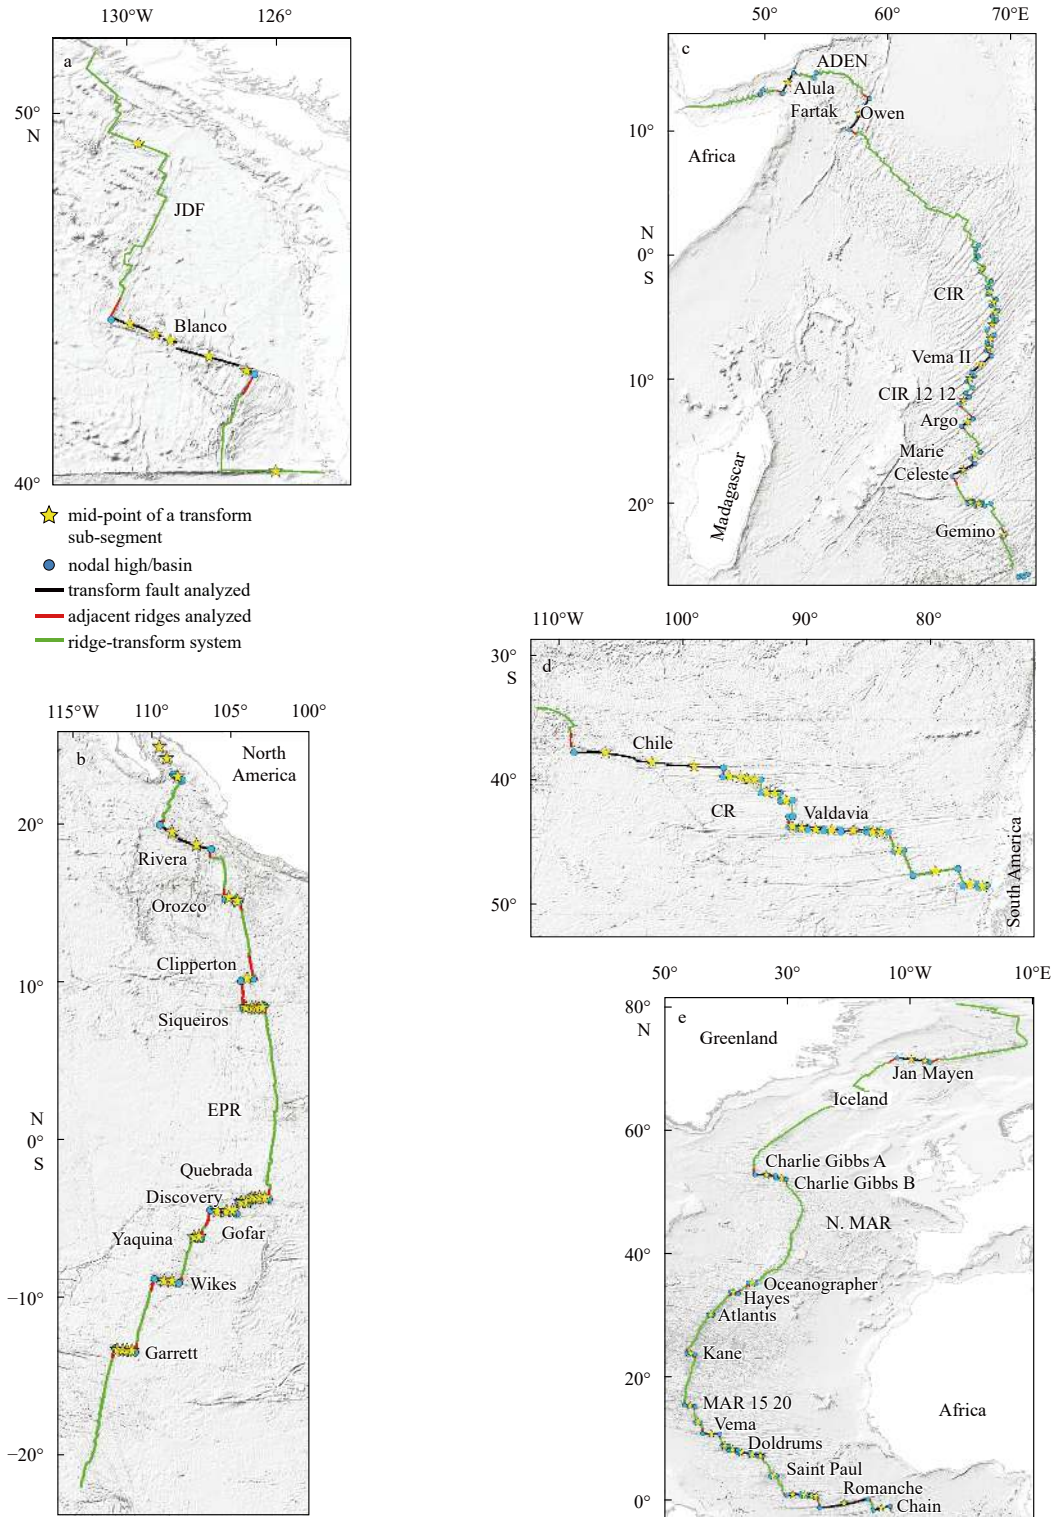 130°W 126°
a
50°
N
JDF
Blanco
40°
mid-point of a transform
sub-segment
nodal high/basin
transform fault analyzed
adjacent ridges analyzed
ridge-transform system
115°W 110° 105° 100°
b
North
America
20°
Rivera
Orozco
Clipperton
10°
Siqueiros
EPR
N
0°
S
Quebrada
Discovery
Gofar
Yaquina
Wikes
−10°
Garrett
−20°
50° 60° 70°E
c
ADEN
Alula
Fartak
Owen
10°
Africa
N
0°
S
CIR
Vema II
10°
CIR 12 12
Argo
Marie
Celeste
Madagascar
20°
Gemino
110°W 100° 90° 80°
30°
S
d
Chile
40°
CR
Valdavia
South America
50°
50° 30° 10°W 10°E
80°
N
e
Greenland
Jan Mayen
Iceland
60°
Charlie Gibbs A
Charlie Gibbs B
N. MAR
40°
Oceanographer
Hayes
Atlantis
Kane
20°
MAR 15 20
Africa
Vema
Doldrums
Saint Paul
Romanche
0°
Chain